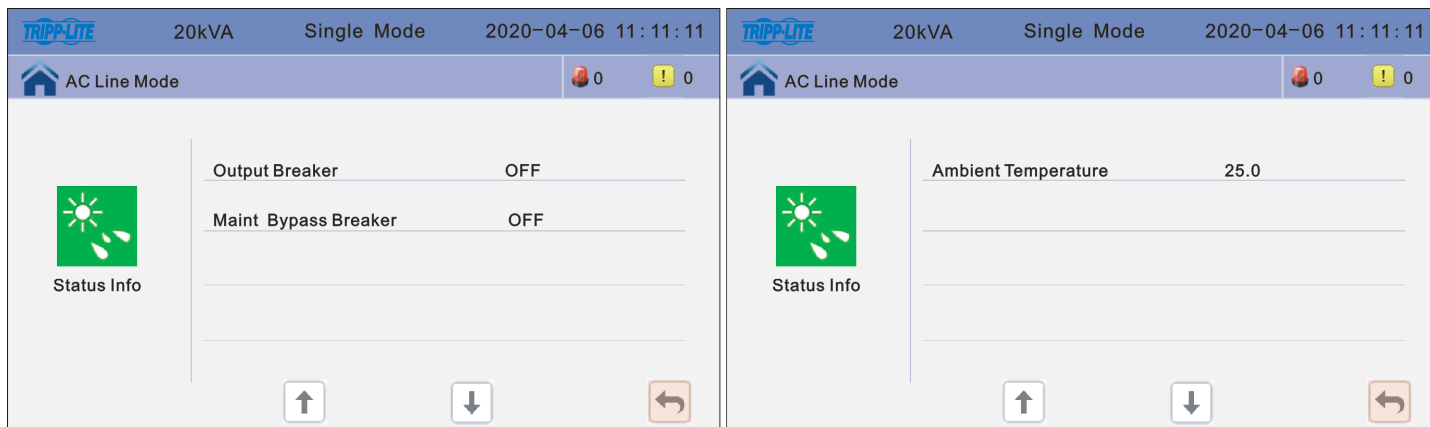 TRIPP·LITE 20kVA Single Mode 2020-04-06 11:11:11
AC Line Mode 0 ! 0
Output Breaker OFF
Maint Bypass Breaker OFF
Status Info
TRIPP·LITE 20kVA Single Mode 2020-04-06 11:11:11
AC Line Mode 0 ! 0
Ambient Temperature 25.0
Status Info